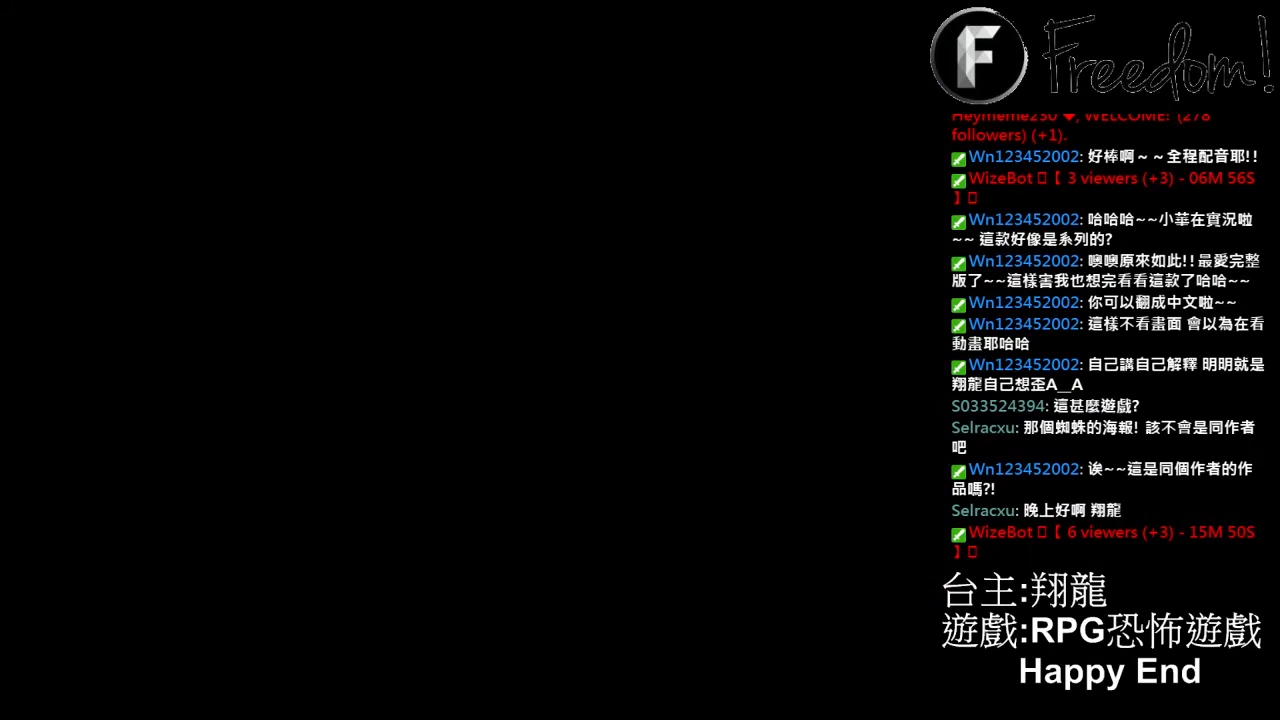 F Freedom!
Heymeme230 ❤, WELCOME! (278
followers) (+1).
Wn123452002: 好棒啊～～全程配音耶!!
WizeBot 【 3 viewers (+3) - 06M 56S
】
Wn123452002: 哈哈哈~~小華在實況啦
~~ 這款好像是系列的?
Wn123452002: 噢噢原來如此!!最愛完整
版了~~這樣害我也想完看看這款了哈哈~~
Wn123452002: 你可以翻成中文啦~~
Wn123452002: 這樣不看畫面 會以為在看
動畫耶哈哈
Wn123452002: 自己講自己解釋 明明就是
翔龍自己想歪A__A
S033524394: 這甚麼遊戲?
Selracxu: 那個蜘蛛的海報! 該不會是同作者
吧
Wn123452002: 诶~~這是同個作者的作
品嗎?!
Selracxu: 晚上好啊 翔龍
WizeBot 【 6 viewers (+3) - 15M 50S
】
台主:翔龍
遊戲:RPG恐怖遊戲
Happy End